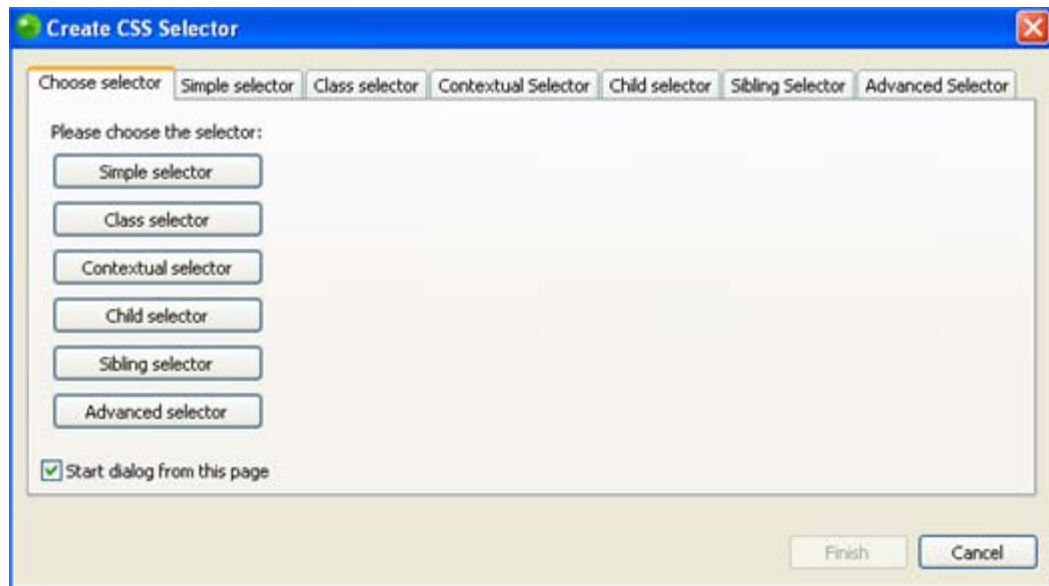 Create CSS Selector
Choose selector Simple selector Class selector Contextual Selector Child selector Sibling Selector Advanced Selector
Please choose the selector:
Simple selector
Class selector
Contextual selector
Child selector
Sibling selector
Advanced selector
Start dialog from this page
Finish Cancel